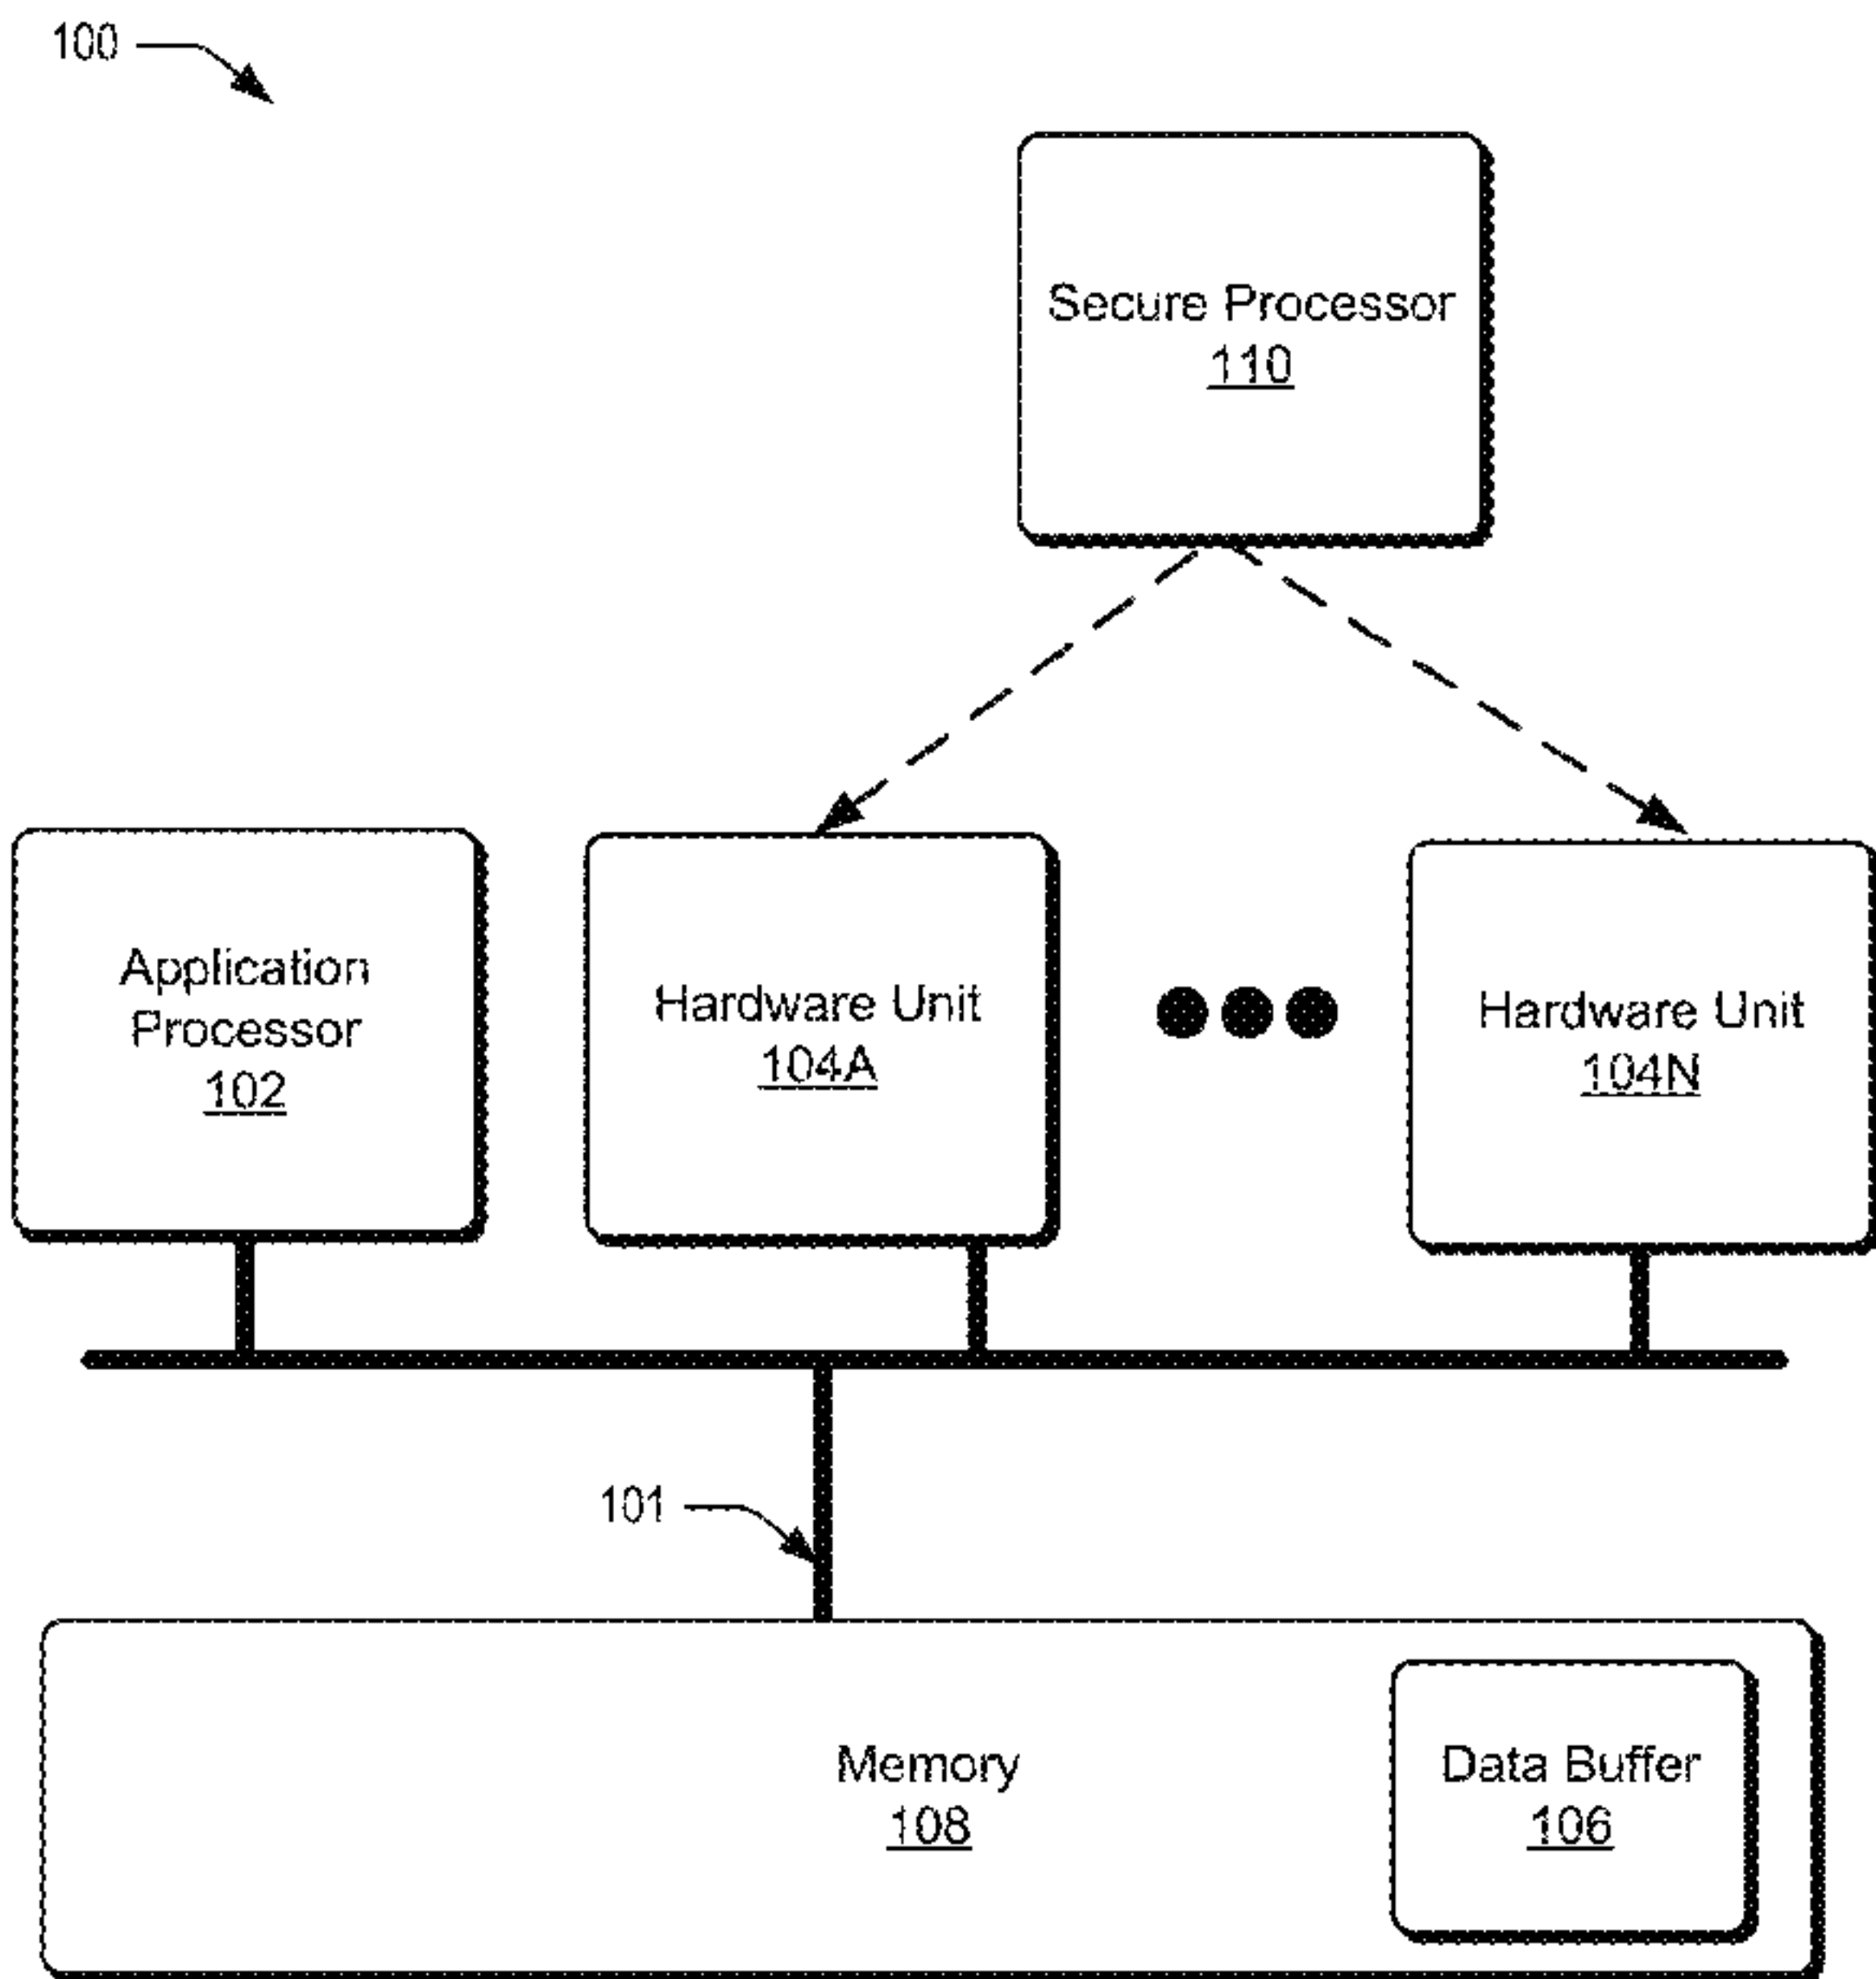 100
Secure Processor
110
Application
Processor
102
Hardware Unit
104A
Hardware Unit
104N
101
Memory
108
Data Buffer
106